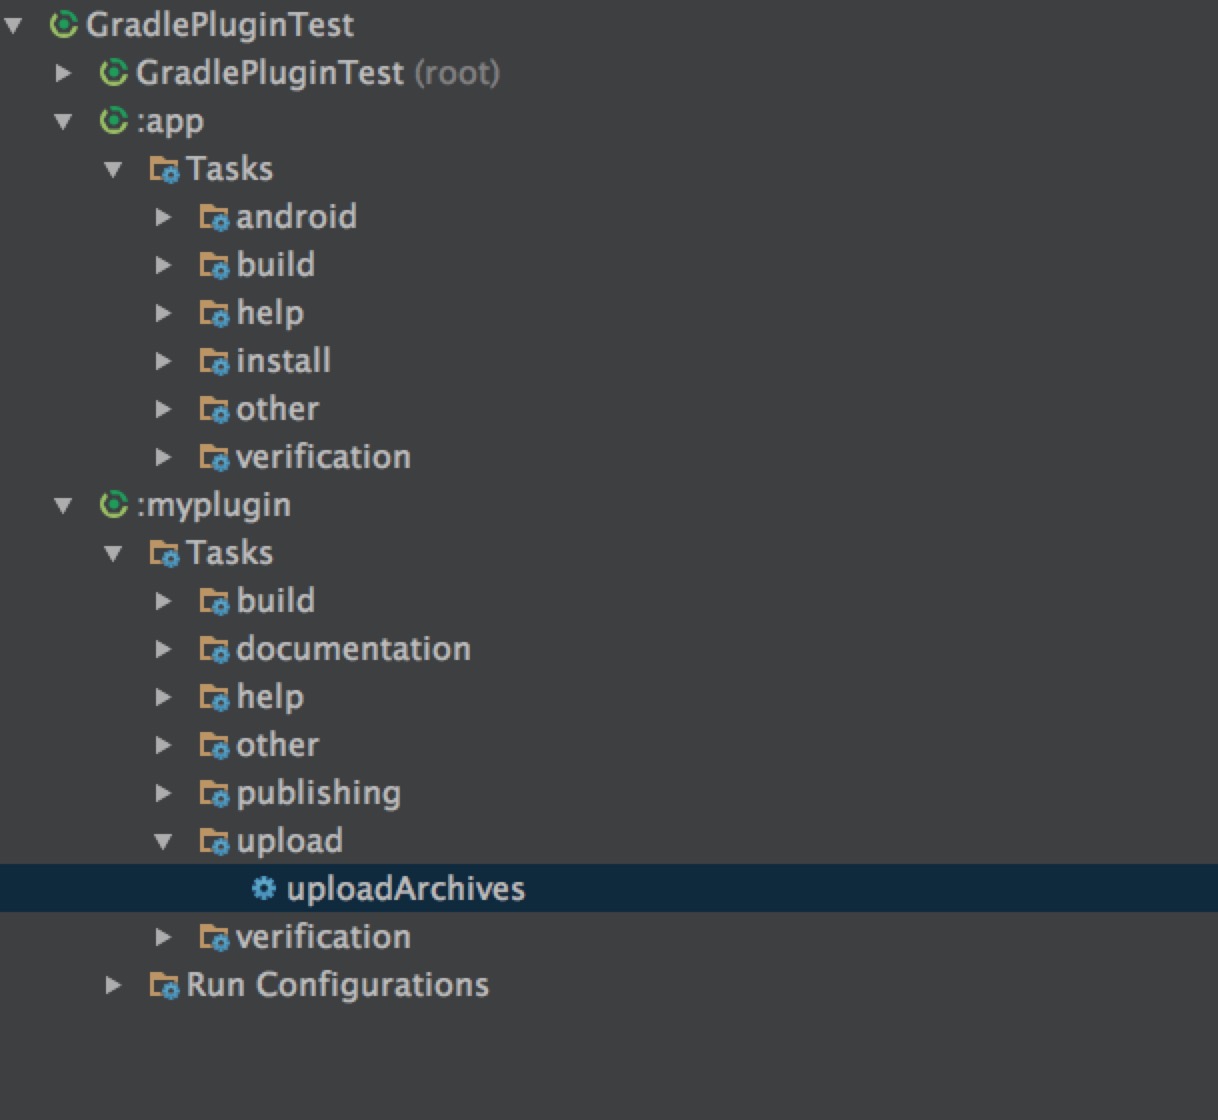 GradlePluginTest
GradlePluginTest (root)
:app
Tasks
android
build
help
install
other
verification
:myplugin
Tasks
build
documentation
help
other
publishing
upload
uploadArchives
verification
Run Configurations